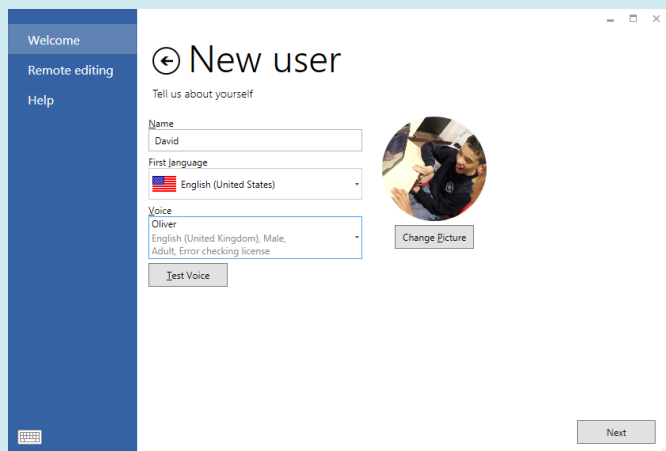 Welcome
Remote editing
Help
New user
Tell us about yourself
Name
David
First language
English (United States)
Voice
Oliver
English (United Kingdom), Male,
Adult, Error checking license
Test Voice
Change Picture
Next